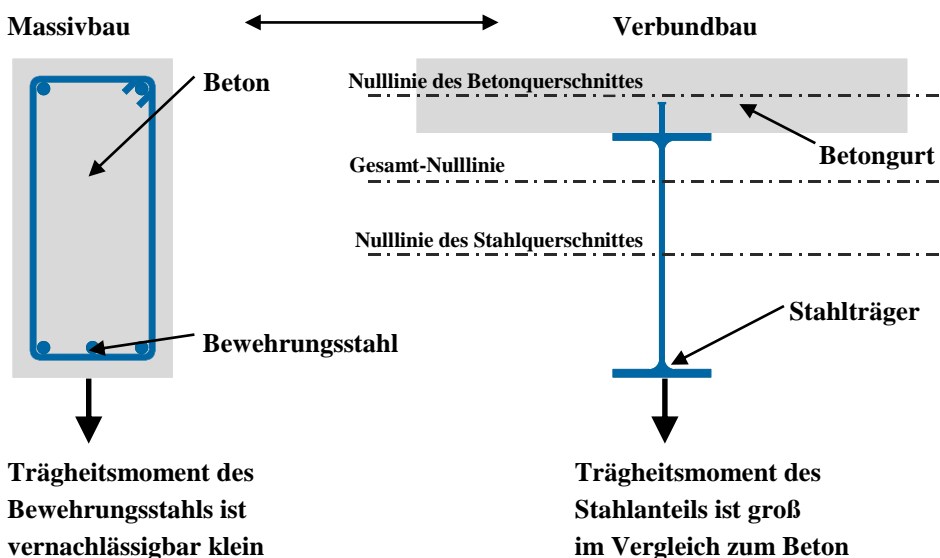 Massivbau
Verbundbau
Beton
Nulllinie des Betonquerschnittes
Betongurt
Gesamt-Nulllinie
Nulllinie des Stahlquerschnittes
Stahlträger
Bewehrungsstahl
Trägheitsmoment des
Bewehrungsstahls ist
vernachlässigbar klein
Trägheitsmoment des
Stahlanteils ist groß
im Vergleich zum Beton